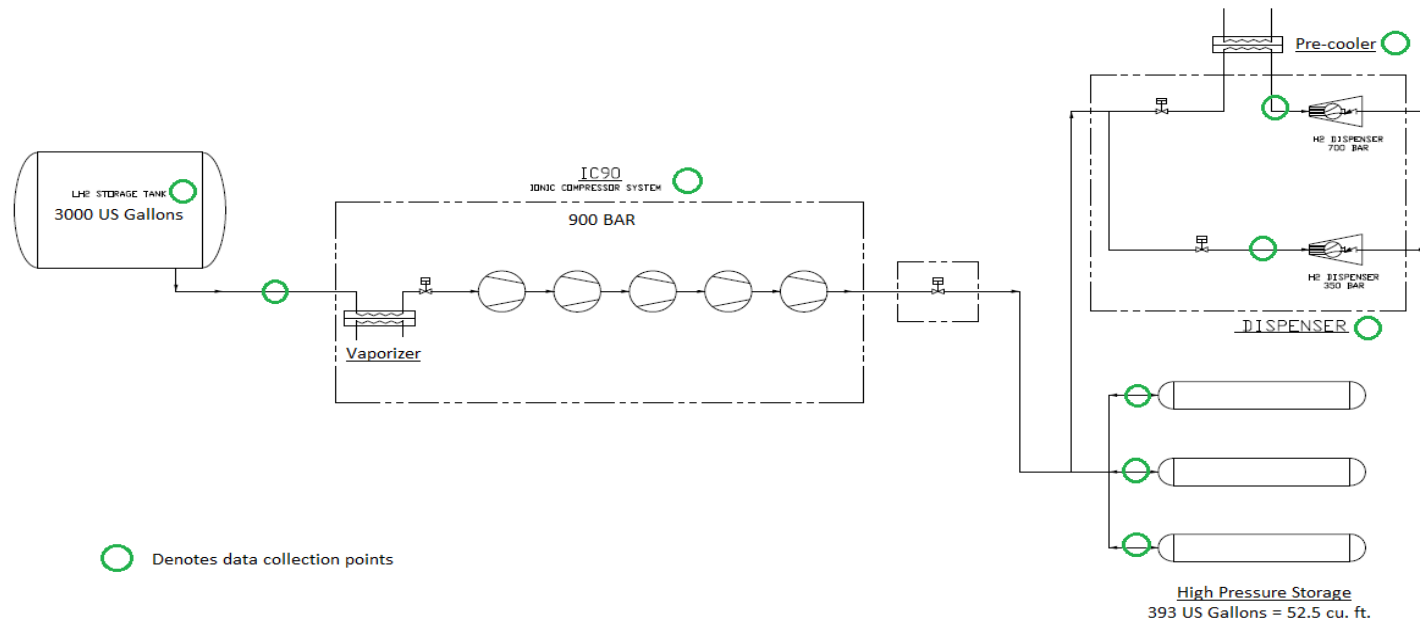 Pre-cooler
H2 DISPENSER
700 BAR
LH2 STORAGE TANK
3000 US Gallons
IC90
IONIC COMPRESSOR SYSTEM
900 BAR
Vaporizer
H2 DISPENSER
350 BAR
DISPENSER
Denotes data collection points
High Pressure Storage
393 US Gallons = 52.5 cu. ft.